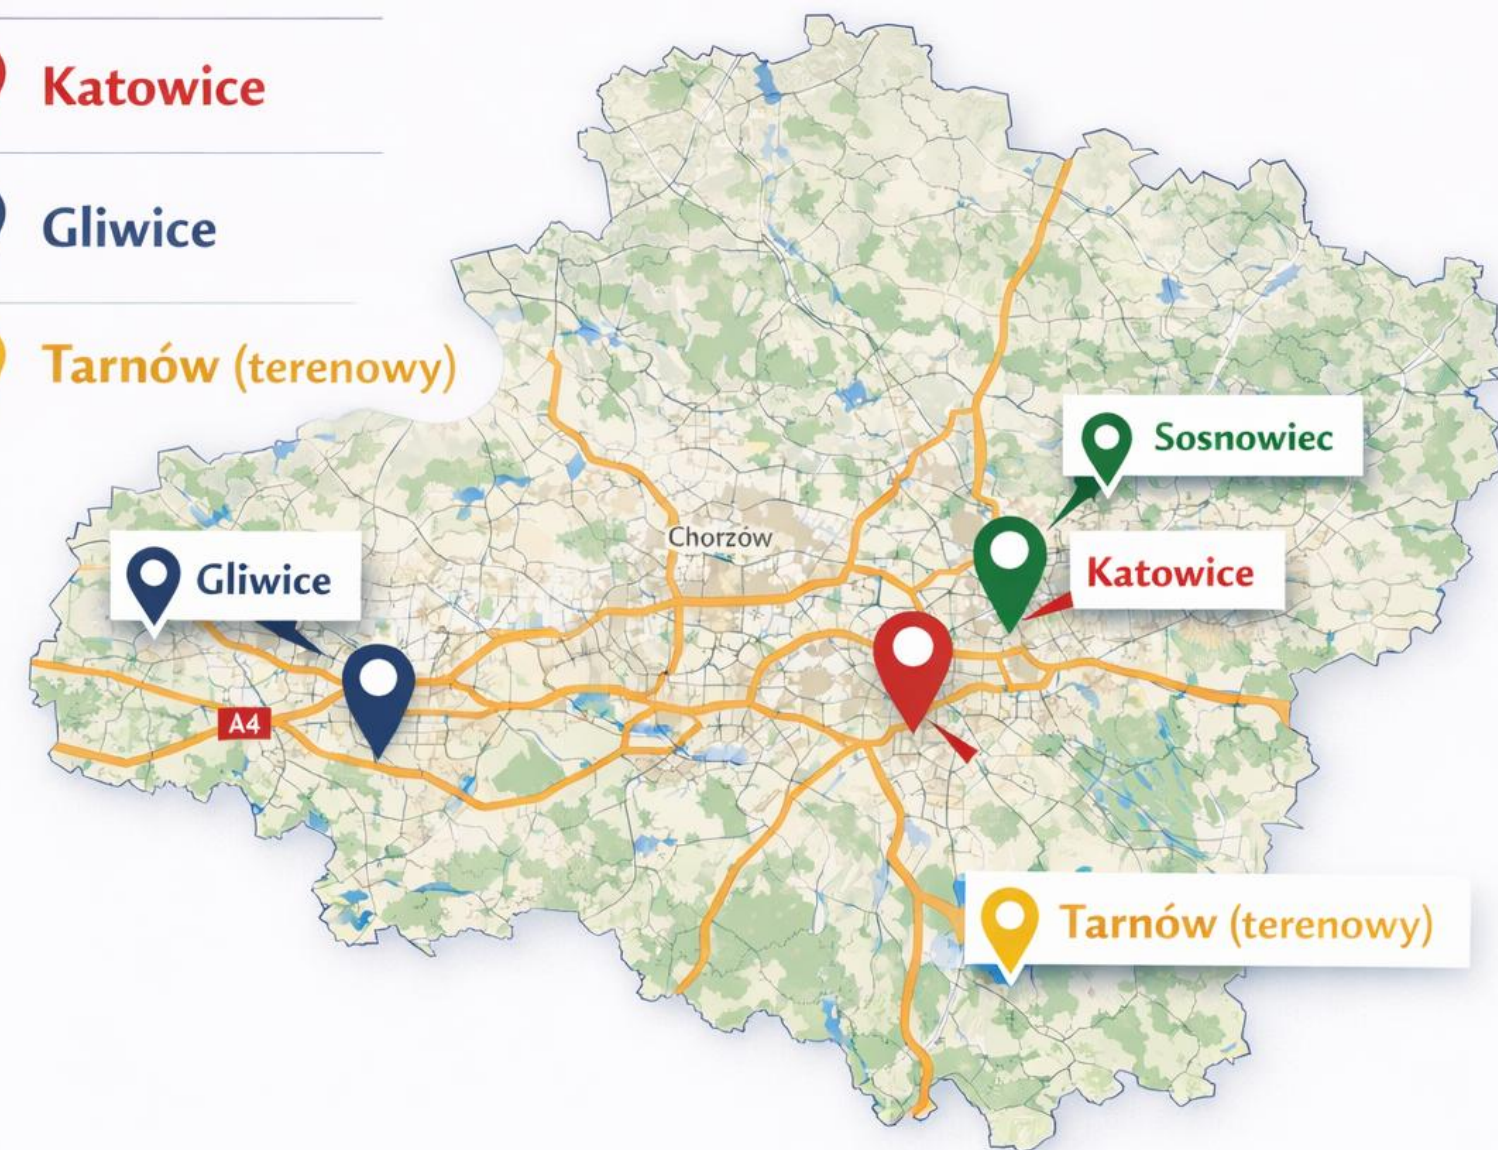 Katowice
Gliwice
Tarnów (terenowy)
Sosnowiec
Chorzów
Katowice
Gliwice
A4
Tarnów (terenowy)